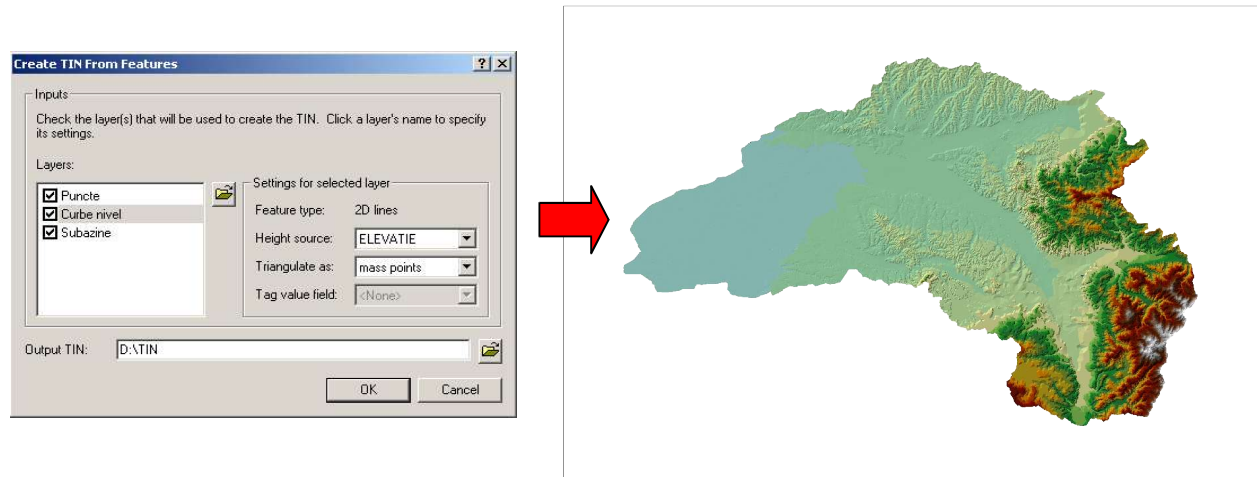 Create TIN From Features
Inputs
Check the layer(s) that will be used to create the TIN. Click a layer's name to specify
its settings.
Layers:
Puncte
Curbe nivel
Subazine
Settings for selected layer
Feature type: 2D lines
Height source: ELEVATIE
Triangulate as: mass points
Tag value field: <None>
Output TIN: D:\TIN
OK Cancel